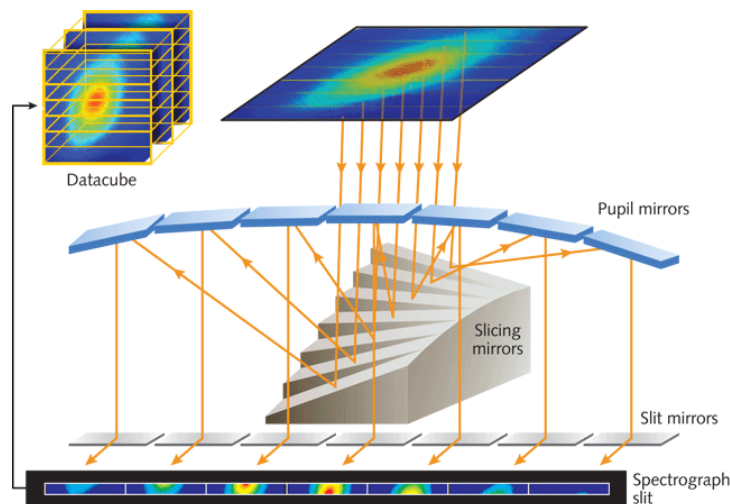 Datacube
Pupil mirrors
Slicing
mirrors
Slit mirrors
Spectrograph
slit